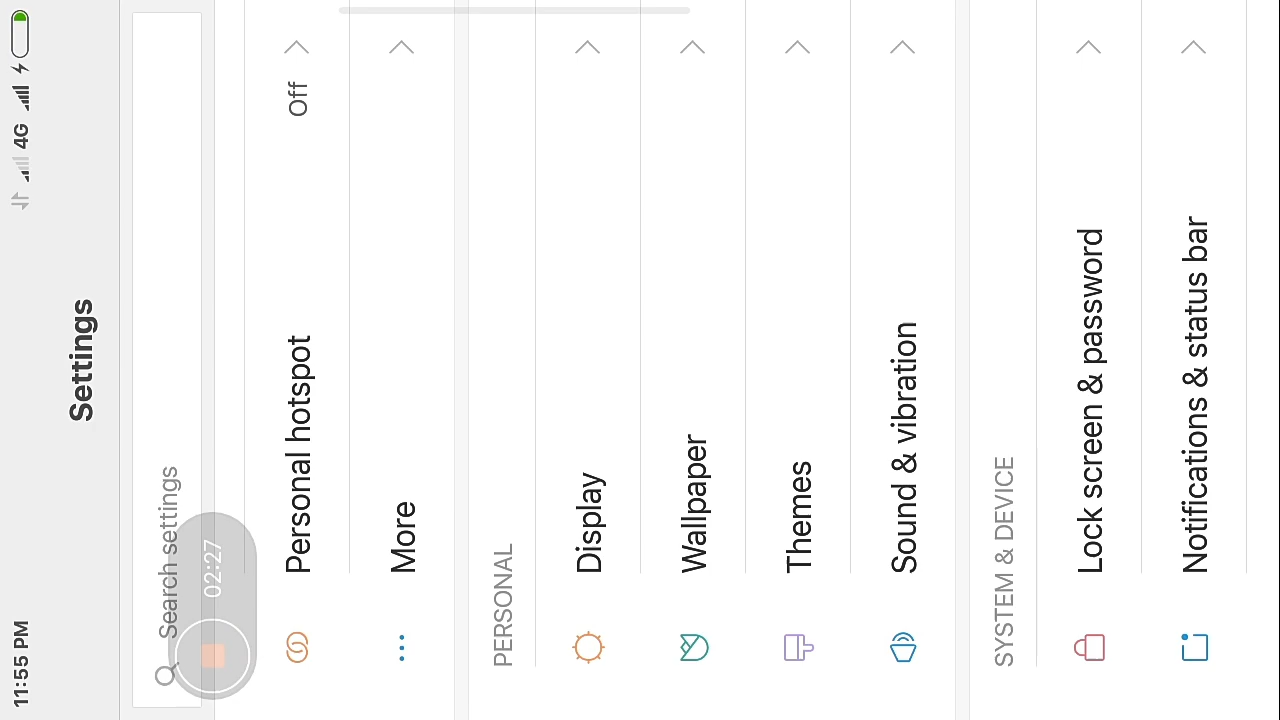 11:55 PM 4G
Settings
Search settings
02:27
Personal hotspot Off
More
PERSONAL
Display
Wallpaper
Themes
Sound & vibration
SYSTEM & DEVICE
Lock screen & password
Notifications & status bar